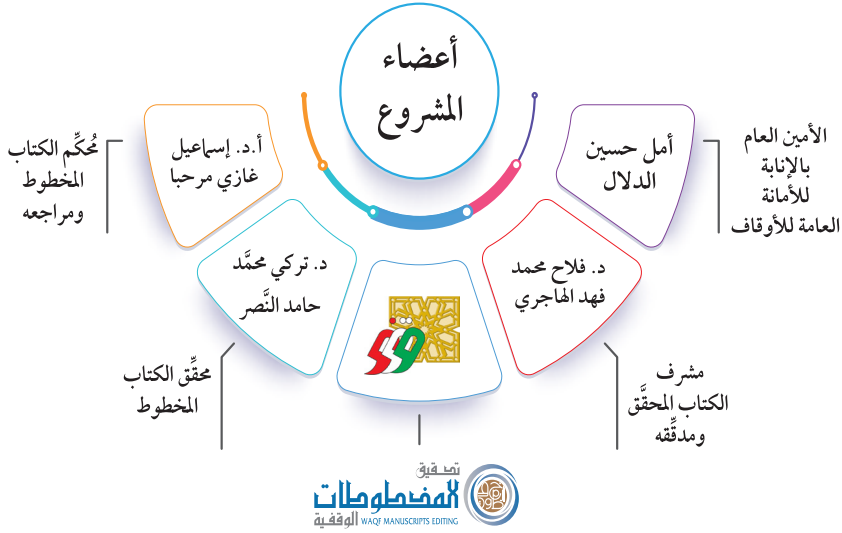 أعضاء
المشروع
أمل حسين
الدلال
الأمين العام
بالإنابة
للأمانة
العامة للأوقاف
د. فلاح محمد
فهد الهاجري
مشرف
الكتاب المحقَّق
ومدقِّقه
د. تركي محمَّد
حامد النَّصر
محقِّق الكتاب
المخطوط
أ.د. إسماعيل
غازي مرحبا
مُحكِّم الكتاب
المخطوط
ومراجعه
تحقيق
المخطوطات
الوقفية WAQF MANUSCRIPTS EDITING